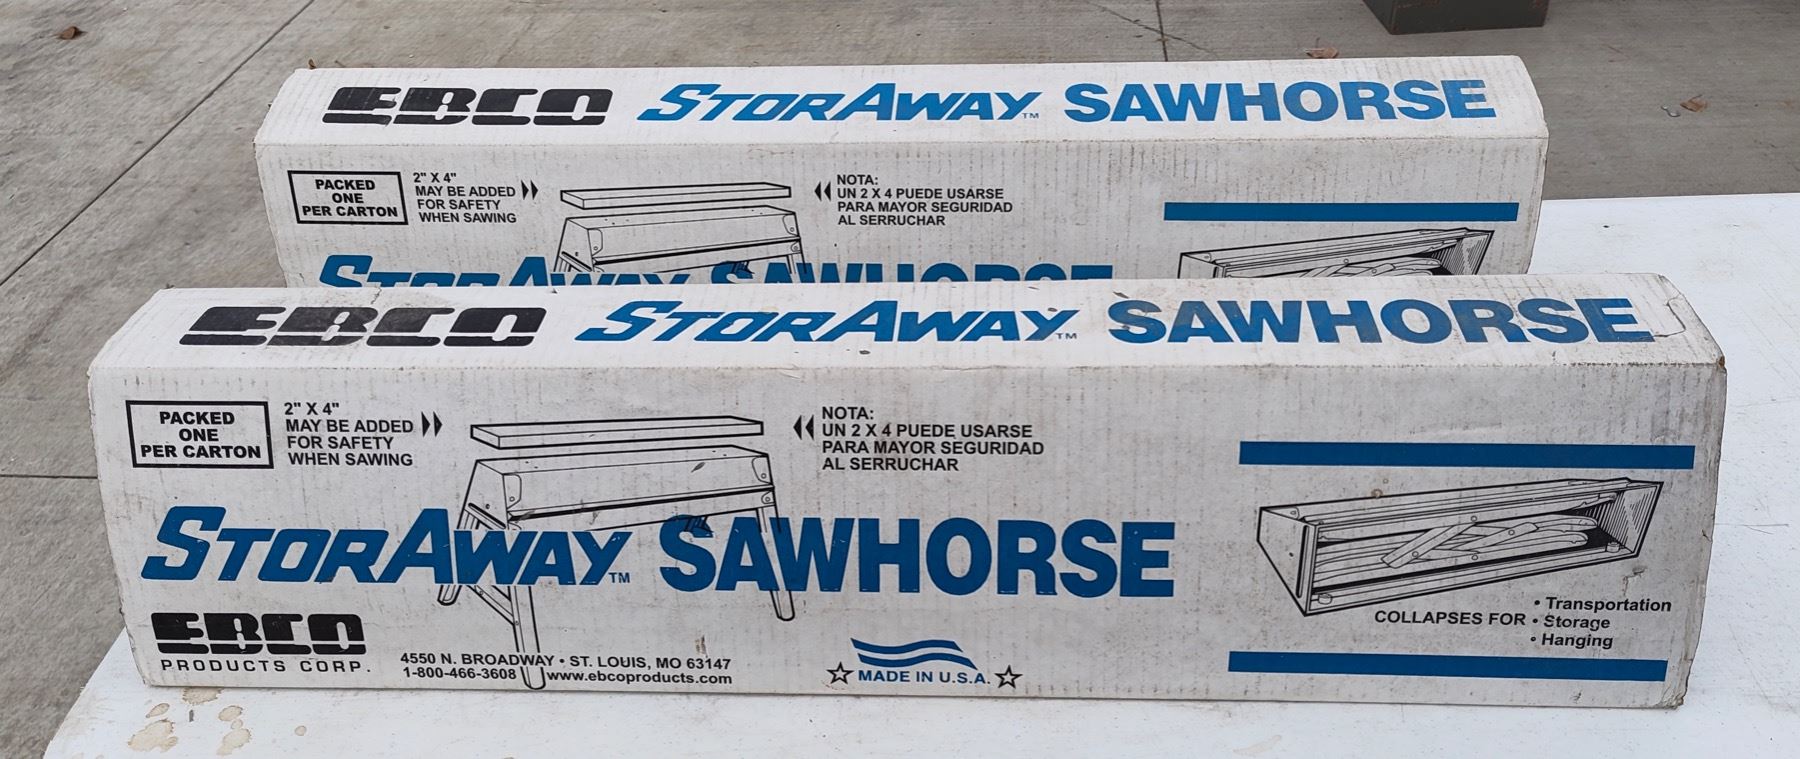 EBCO STORAWAY™ SAWHORSE
PACKED
ONE
PER CARTON
2" X 4"
MAY BE ADDED
FOR SAFETY
WHEN SAWING
NOTA:
UN 2 X 4 PUEDE USARSE
PARA MAYOR SEGURIDAD
AL SERRUCHAR
STORAWAY SAWHORSE
EBCO STORAWAY™ SAWHORSE
PACKED
ONE
PER CARTON
2" X 4"
MAY BE ADDED
FOR SAFETY
WHEN SAWING
NOTA:
UN 2 X 4 PUEDE USARSE
PARA MAYOR SEGURIDAD
AL SERRUCHAR
STORAWAY™ SAWHORSE
EBCO
PRODUCTS CORP.
4550 N. BROADWAY • ST. LOUIS, MO 63147
1-800-466-3608 www.ebcoproducts.com
☆ MADE IN U.S.A. ☆
COLLAPSES FOR
• Transportation
• Storage
• Hanging